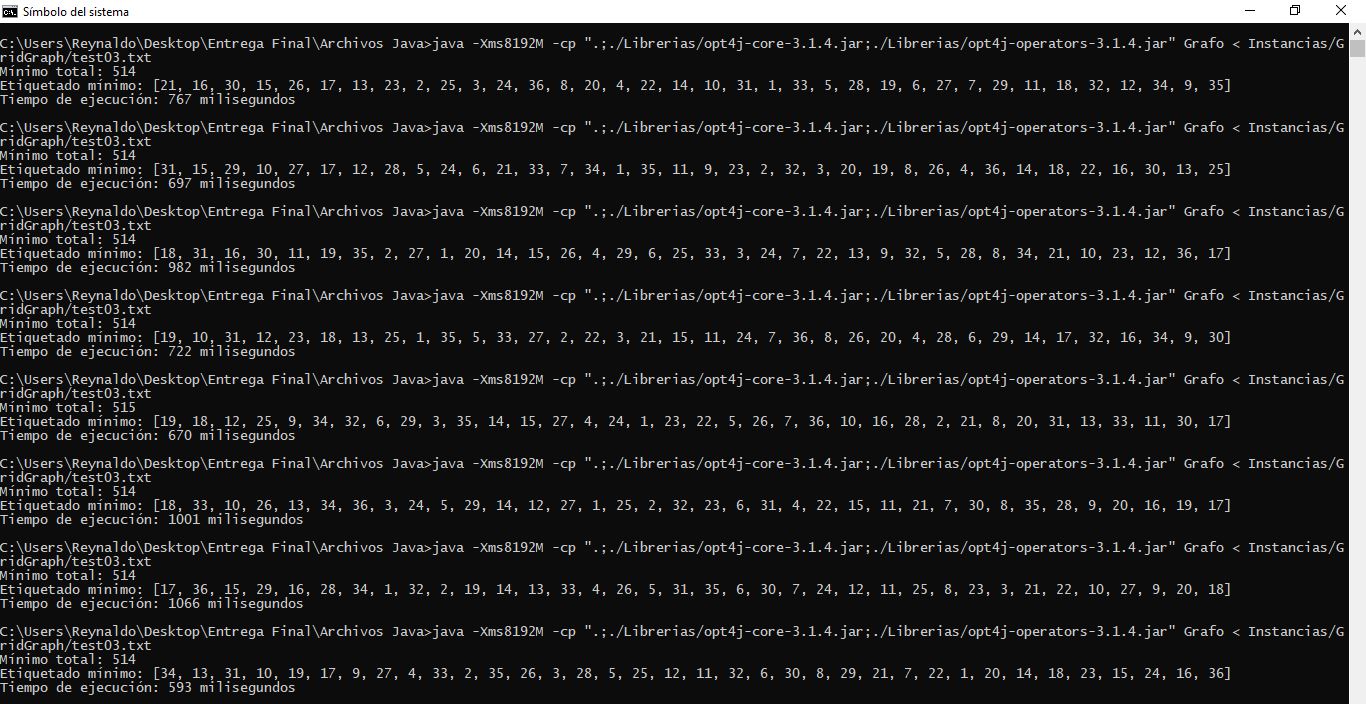 Símbolo del sistema
C:\Users\Reynaldo\Desktop\Entrega Final\Archivos Java>java -Xms8192M -cp ".;./Librerias/opt4j-core-3.1.4.jar;./Librerias/opt4j-operators-3.1.4.jar" Grafo < Instancias/G
ridGraph/test03.txt
Mínimo total: 514
Etiquetado mínimo: [21, 16, 30, 15, 26, 17, 13, 23, 2, 25, 3, 24, 36, 8, 20, 4, 22, 14, 10, 31, 1, 33, 5, 28, 19, 6, 27, 7, 29, 11, 18, 32, 12, 34, 9, 35]
Tiempo de ejecución: 767 milisegundos
C:\Users\Reynaldo\Desktop\Entrega Final\Archivos Java>java -Xms8192M -cp ".;./Librerias/opt4j-core-3.1.4.jar;./Librerias/opt4j-operators-3.1.4.jar" Grafo < Instancias/G
ridGraph/test03.txt
Mínimo total: 514
Etiquetado mínimo: [31, 15, 29, 10, 27, 17, 12, 28, 5, 24, 6, 21, 33, 7, 34, 1, 35, 11, 9, 23, 2, 32, 3, 20, 19, 8, 26, 4, 36, 14, 18, 22, 16, 30, 13, 25]
Tiempo de ejecución: 697 milisegundos
C:\Users\Reynaldo\Desktop\Entrega Final\Archivos Java>java -Xms8192M -cp ".;./Librerias/opt4j-core-3.1.4.jar;./Librerias/opt4j-operators-3.1.4.jar" Grafo < Instancias/G
ridGraph/test03.txt
Mínimo total: 514
Etiquetado mínimo: [18, 31, 16, 30, 11, 19, 35, 2, 27, 1, 20, 14, 15, 26, 4, 29, 6, 25, 33, 3, 24, 7, 22, 13, 9, 32, 5, 28, 8, 34, 21, 10, 23, 12, 36, 17]
Tiempo de ejecución: 982 milisegundos
C:\Users\Reynaldo\Desktop\Entrega Final\Archivos Java>java -Xms8192M -cp ".;./Librerias/opt4j-core-3.1.4.jar;./Librerias/opt4j-operators-3.1.4.jar" Grafo < Instancias/G
ridGraph/test03.txt
Mínimo total: 514
Etiquetado mínimo: [19, 10, 31, 12, 23, 18, 13, 25, 1, 35, 5, 33, 27, 2, 22, 3, 21, 15, 11, 24, 7, 36, 8, 26, 20, 4, 28, 6, 29, 14, 17, 32, 16, 34, 9, 30]
Tiempo de ejecución: 722 milisegundos
C:\Users\Reynaldo\Desktop\Entrega Final\Archivos Java>java -Xms8192M -cp ".;./Librerias/opt4j-core-3.1.4.jar;./Librerias/opt4j-operators-3.1.4.jar" Grafo < Instancias/G
ridGraph/test03.txt
Mínimo total: 515
Etiquetado mínimo: [19, 18, 12, 25, 9, 34, 32, 6, 29, 3, 35, 14, 15, 27, 4, 24, 1, 23, 22, 5, 26, 7, 36, 10, 16, 28, 2, 21, 8, 20, 31, 13, 33, 11, 30, 17]
Tiempo de ejecución: 670 milisegundos
C:\Users\Reynaldo\Desktop\Entrega Final\Archivos Java>java -Xms8192M -cp ".;./Librerias/opt4j-core-3.1.4.jar;./Librerias/opt4j-operators-3.1.4.jar" Grafo < Instancias/G
ridGraph/test03.txt
Mínimo total: 514
Etiquetado mínimo: [18, 33, 10, 26, 13, 34, 36, 3, 24, 5, 29, 14, 12, 27, 1, 25, 2, 32, 23, 6, 31, 4, 22, 15, 11, 21, 7, 30, 8, 35, 28, 9, 20, 16, 19, 17]
Tiempo de ejecución: 1001 milisegundos
C:\Users\Reynaldo\Desktop\Entrega Final\Archivos Java>java -Xms8192M -cp ".;./Librerias/opt4j-core-3.1.4.jar;./Librerias/opt4j-operators-3.1.4.jar" Grafo < Instancias/G
ridGraph/test03.txt
Mínimo total: 514
Etiquetado mínimo: [17, 36, 15, 29, 16, 28, 34, 1, 32, 2, 19, 14, 13, 33, 4, 26, 5, 31, 35, 6, 30, 7, 24, 12, 11, 25, 8, 23, 3, 21, 22, 10, 27, 9, 20, 18]
Tiempo de ejecución: 1066 milisegundos
C:\Users\Reynaldo\Desktop\Entrega Final\Archivos Java>java -Xms8192M -cp ".;./Librerias/opt4j-core-3.1.4.jar;./Librerias/opt4j-operators-3.1.4.jar" Grafo < Instancias/G
ridGraph/test03.txt
Mínimo total: 514
Etiquetado mínimo: [34, 13, 31, 10, 19, 17, 9, 27, 4, 33, 2, 35, 26, 3, 28, 5, 25, 12, 11, 32, 6, 30, 8, 29, 21, 7, 22, 1, 20, 14, 18, 23, 15, 24, 16, 36]
Tiempo de ejecución: 593 milisegundos